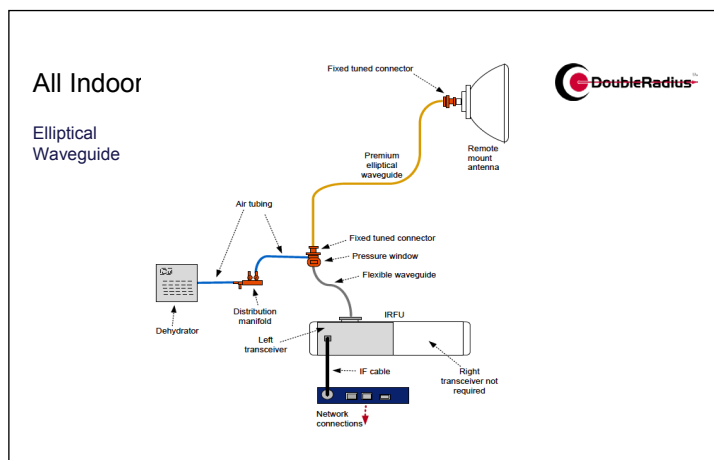 All Indoor
Elliptical
Waveguide
Fixed tuned connector
DoubleRadius
Remote
mount
antenna
Premium
elliptical
waveguide
Air tubing
Fixed tuned connector
Pressure window
Flexible waveguide
Distribution
manifold
Dehydrator
IRFU
Left
transceiver
IF cable
Right
transceiver not
required
Network
connections